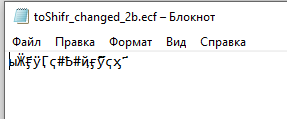 toShifr_changed_2b.ecf – Блокнот
Файл Правка Формат Вид Справка